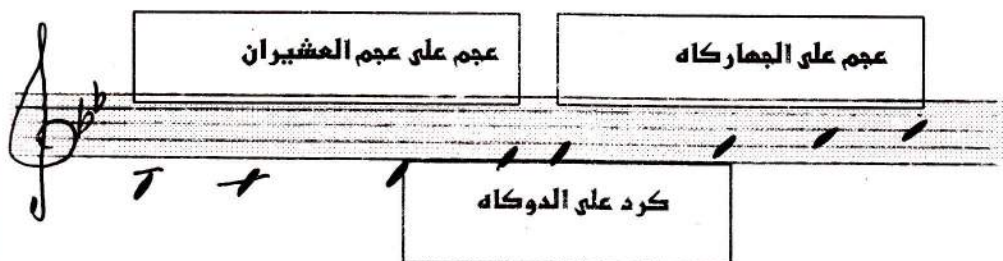 عجم على الجهاركاه
عجم على عجم العشيران
كرد على الدوكاه